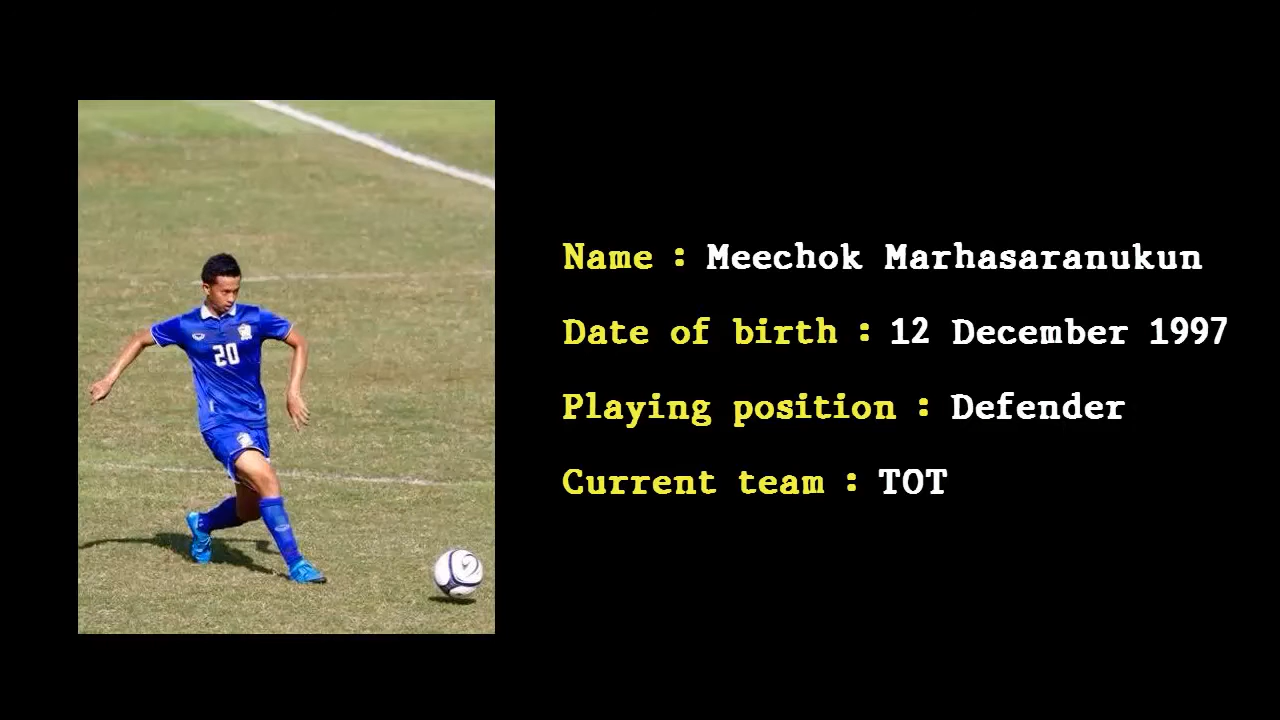 20
Name : Meechok Marhasaranukun
Date of birth : 12 December 1997
Playing position : Defender
Current team : TOT